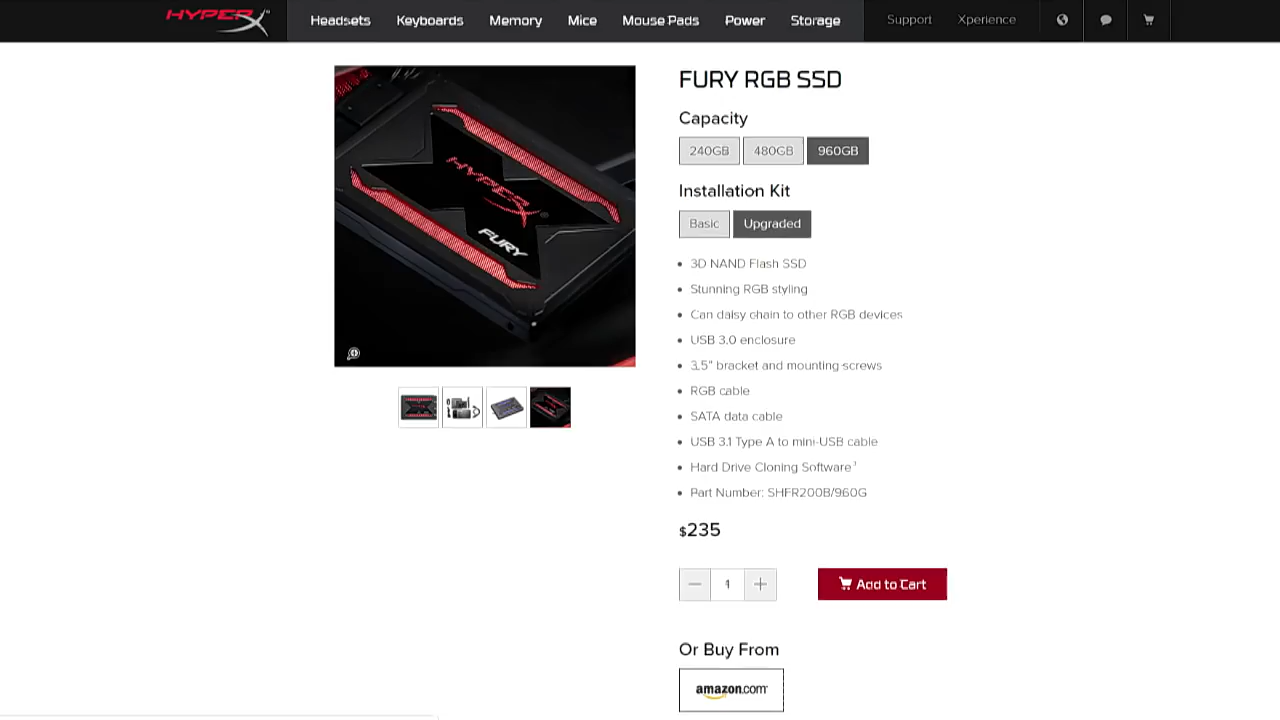 HYPERX
Headsets Keyboards Memory Mice Mouse Pads Power Storage Support Xperience
FURY RGB SSD
Capacity
240GB 480GB 960GB
Installation Kit
Basic Upgraded
HYPERX
FURY
3D NAND Flash SSD
Stunning RGB styling
Can daisy chain to other RGB devices
USB 3.0 enclosure
3.5" bracket and mounting screws
RGB cable
SATA data cable
USB 3.1 Type A to mini-USB cable
Hard Drive Cloning Software¹
Part Number: SHFR200B/960G
$235
1
Add to Cart
Or Buy From
amazon.com